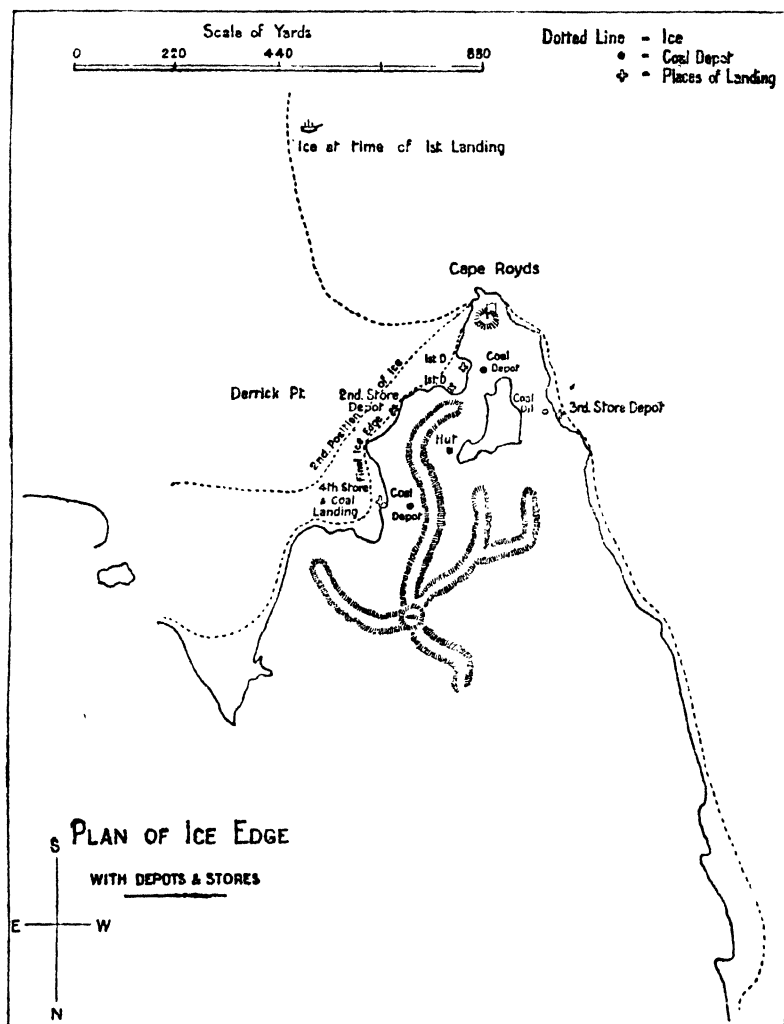 Scale of Yards
0 220 440 880
Dotted Line - Ice
- Coal Depot
- Places of Landing
Ice at time of 1st Landing
Cape Royds
1st D
1st D
Coal
Depot
Derrick Pt.
2nd. Position of Ice
2nd. Store
Depot
Final Ice Edge
Coal
3rd. Store Depot
Hut
4th Store
& Coal
Landing
Coal
Depot
PLAN OF ICE EDGE
WITH DEPOTS & STORES
S
E W
N